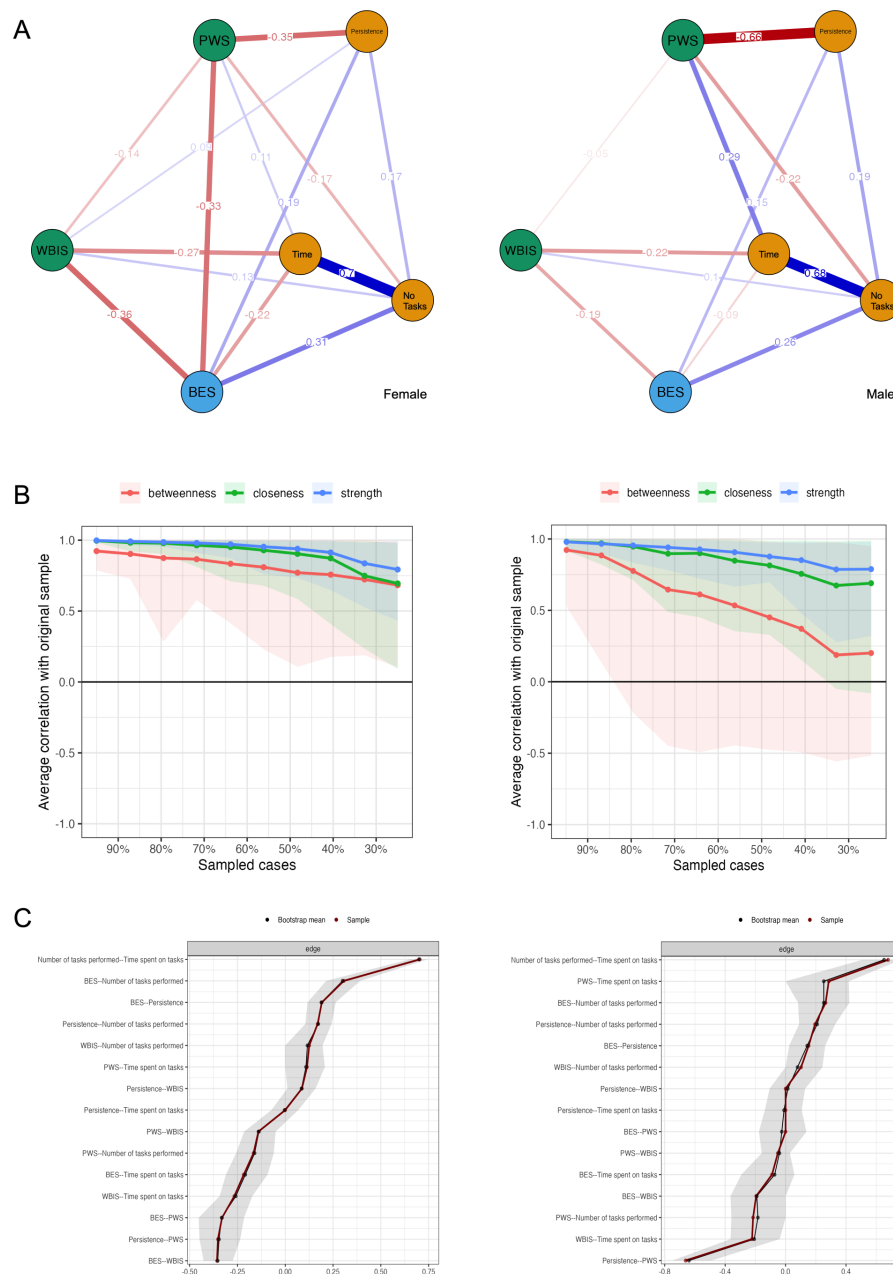 A
PWS
Persistence
-0.35
-0.14
0.09
0.11
0.17
-0.17
-0.33
0.19
WBIS
-0.27
Time
0.13
0.7
No
Tasks
-0.36
-0.22
0.31
BES
Female
PWS
Persistence
-0.66
-0.06
0.29
0.19
-0.22
0.15
WBIS
-0.22
Time
0.1
0.68
No
Tasks
-0.19
-0.09
0.26
BES
Male
B
betweenness closeness strength
Average correlation with original sample
1.0
0.5
0.0
-0.5
-1.0
90% 80% 70% 60% 50% 40% 30%
Sampled cases
betweenness closeness strength
Average correlation with original sample
1.0
0.5
0.0
-0.5
-1.0
90% 80% 70% 60% 50% 40% 30%
Sampled cases
C
Bootstrap mean Sample
edge
Number of tasks performed--Time spent on tasks
BES--Number of tasks performed
BES--Persistence
Persistence--Number of tasks performed
WBIS--Number of tasks performed
PWS--Time spent on tasks
Persistence--WBIS
Persistence--Time spent on tasks
PWS--WBIS
PWS--Number of tasks performed
BES--Time spent on tasks
WBIS--Time spent on tasks
BES--PWS
Persistence--PWS
BES--WBIS
-0.50 -0.25 0.00 0.25 0.50 0.75
Bootstrap mean Sample
edge
Number of tasks performed--Time spent on tasks
PWS--Time spent on tasks
BES--Number of tasks performed
Persistence--Number of tasks performed
BES--Persistence
WBIS--Number of tasks performed
Persistence--WBIS
Persistence--Time spent on tasks
BES--PWS
PWS--WBIS
BES--Time spent on tasks
BES--WBIS
PWS--Number of tasks performed
WBIS--Time spent on tasks
Persistence--PWS
-0.8 -0.4 0.0 0.4